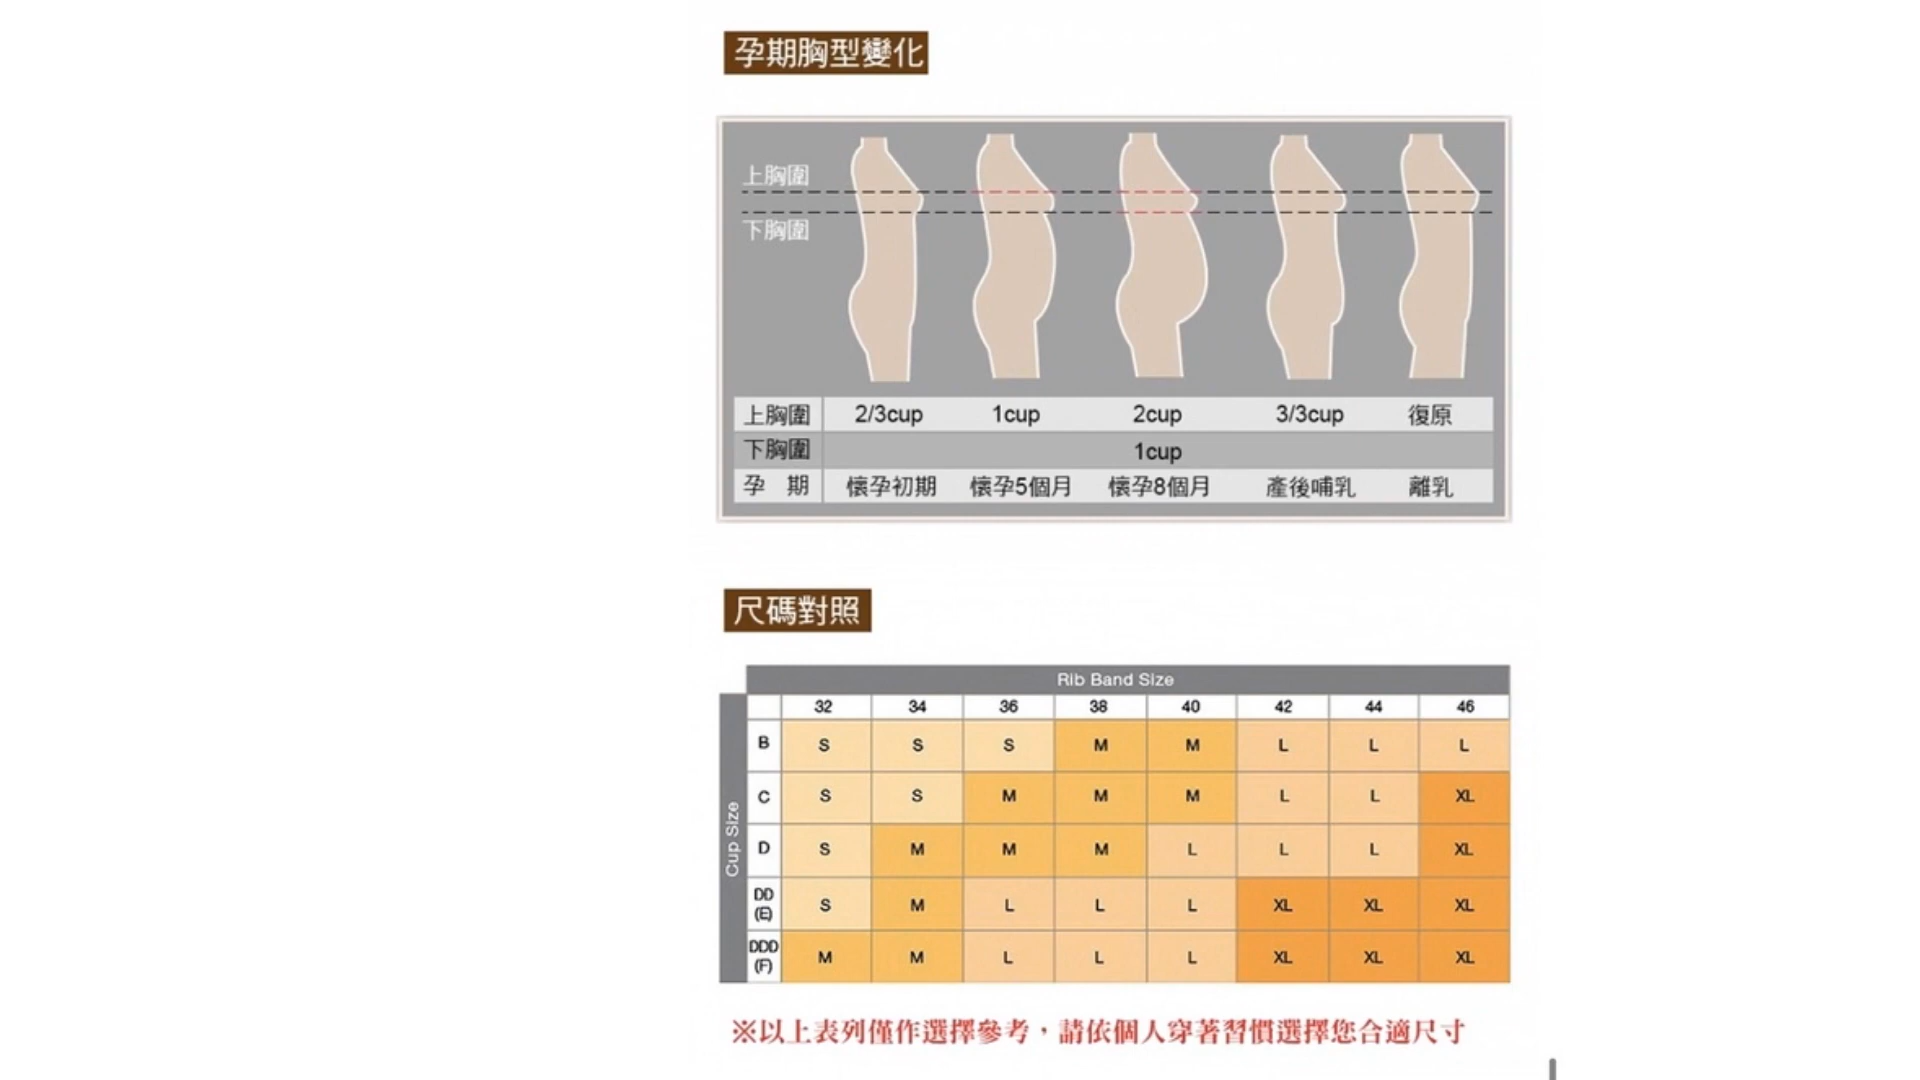 孕期胸型變化
上胸圍
下胸圍
上胸圍 2/3cup 1cup 2cup 3/3cup 復原
下胸圍 1cup
孕 期 懷孕初期 懷孕5個月 懷孕8個月 產後哺乳 離乳
尺碼對照
Rib Band Size
32 34 36 38 40 42 44 46
Cup Size
B S S S M M L L L
C S S M M M L L XL
D S M M M L L L XL
DD (E) S M L L L XL XL XL
DDD (F) M M L L L XL XL XL
※以上表列僅作選擇參考，請依個人穿著習慣選擇您合適尺寸